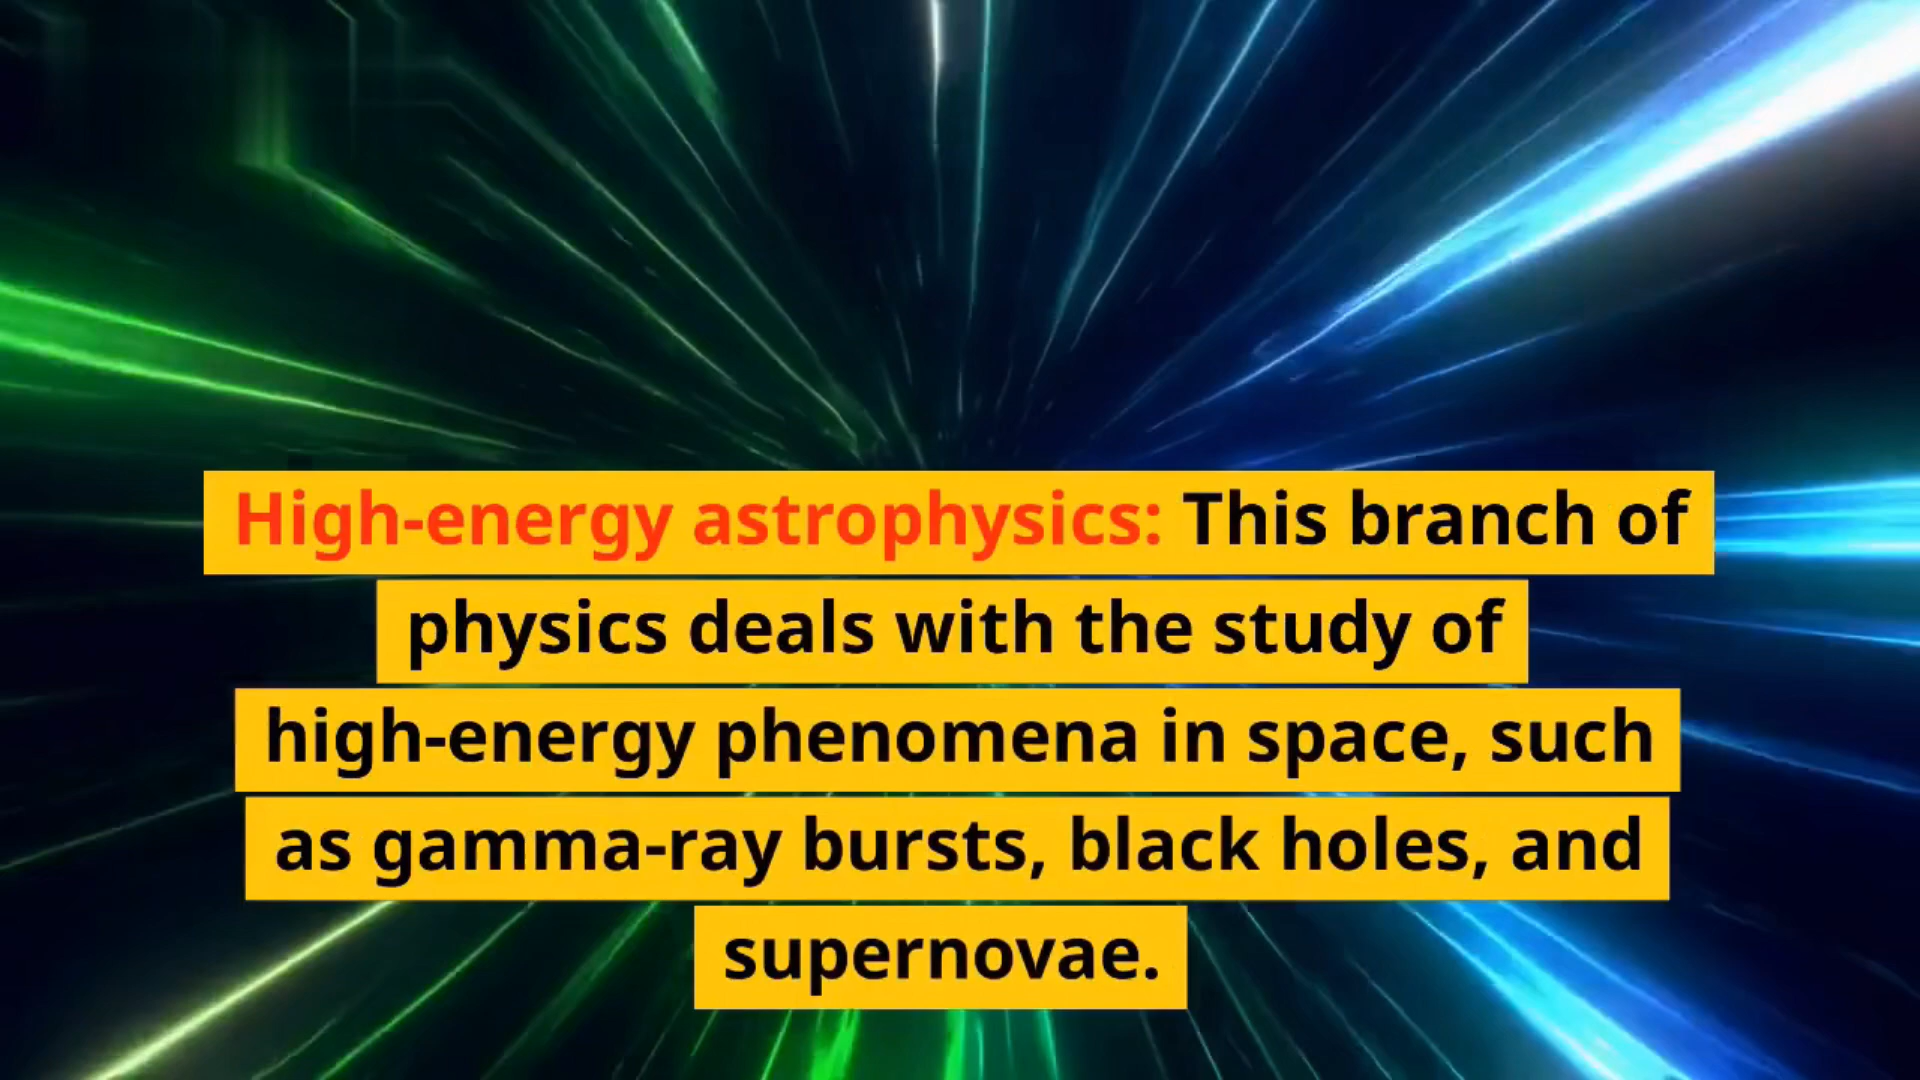 High-energy astrophysics: This branch of
physics deals with the study of
high-energy phenomena in space, such
as gamma-ray bursts, black holes, and
supernovae.